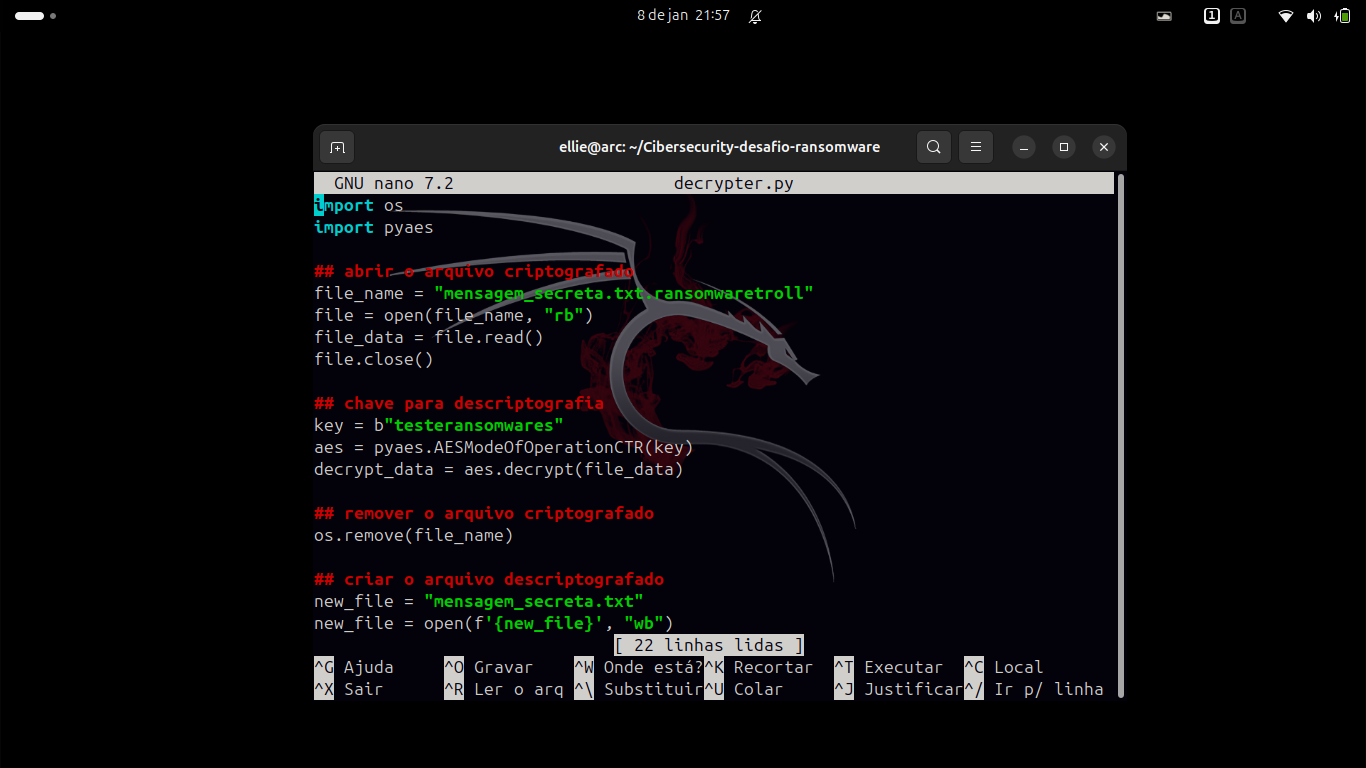 8 de jan 21:57
1 A
ellie@arc: ~/Cibersecurity-desafio-ransomware
GNU nano 7.2 decrypter.py
import os
import pyaes
## abrir o arquivo criptografado
file_name = "mensagem_secreta.txt.ransomwaretroll"
file = open(file_name, "rb")
file_data = file.read()
file.close()
## chave para descriptografia
key = b"testeransomwares"
aes = pyaes.AESModeOfOperationCTR(key)
decrypt_data = aes.decrypt(file_data)
## remover o arquivo criptografado
os.remove(file_name)
## criar o arquivo descriptografado
new_file = "mensagem_secreta.txt"
new_file = open(f'{new_file}', "wb")
[ 22 linhas lidas ]
^G Ajuda ^O Gravar ^W Onde está? ^K Recortar ^T Executar ^C Local
^X Sair ^R Ler o arq ^\ Substituir ^U Colar ^J Justificar ^/ Ir p/ linha